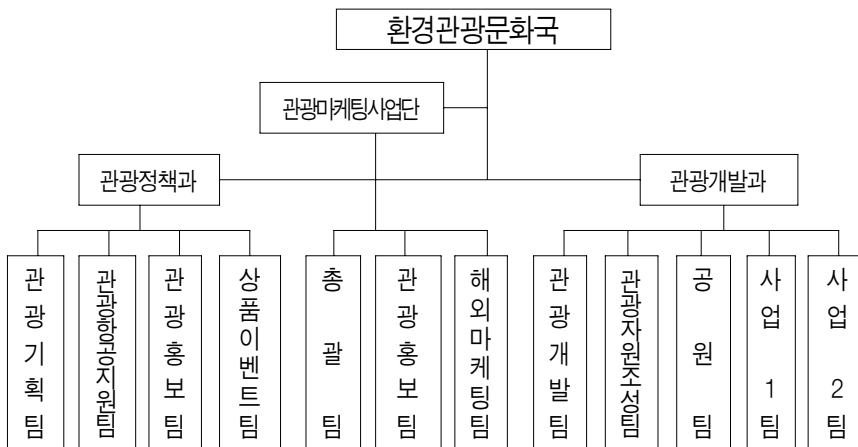 환경관광문화국
관광마케팅사업단
관광정책과
관광개발과
관광기획팀
관광항공지원팀
관광홍보팀
상품이벤트팀
총괄팀
관광홍보팀
해외마케팅팀
관광개발팀
관광자원조성팀
공원팀
사업 1팀
사업 2팀